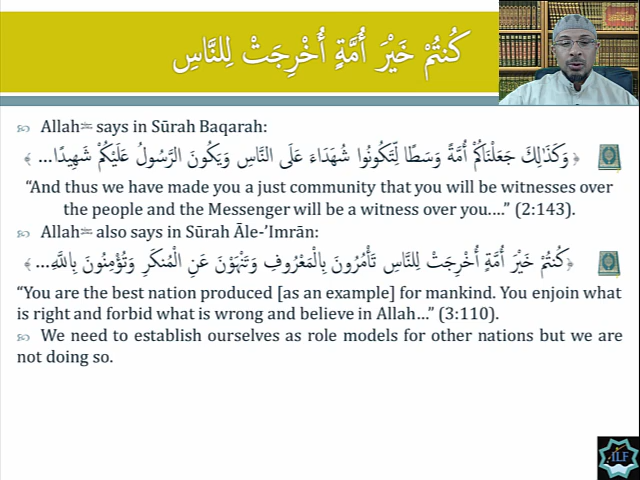 كُنتُمْ خَيْرَ أُمَّةٍ أُخْرِجَتْ لِلنَّاسِ
Allah says in Sūrah Baqarah:
﴿ وَكَذَٰلِكَ جَعَلْنَاكُمْ أُمَّةً وَسَطًا لِّتَكُونُوا شُهَدَاءَ عَلَى النَّاسِ وَيَكُونَ الرَّسُولُ عَلَيْكُمْ شَهِيدًا... ﴾
“And thus we have made you a just community that you will be witnesses over
the people and the Messenger will be a witness over you....” (2:143).
Allah also says in Sūrah Āle-’Imrān:
﴿كُنتُمْ خَيْرَ أُمَّةٍ أُخْرِجَتْ لِلنَّاسِ تَأْمُرُونَ بِالْمَعْرُوفِ وَتَنْهَوْنَ عَنِ الْمُنكَرِ وَتُؤْمِنُونَ بِاللَّهِ... ﴾
“You are the best nation produced [as an example] for mankind. You enjoin what
is right and forbid what is wrong and believe in Allah...” (3:110).
We need to establish ourselves as role models for other nations but we are
not doing so.
ILF